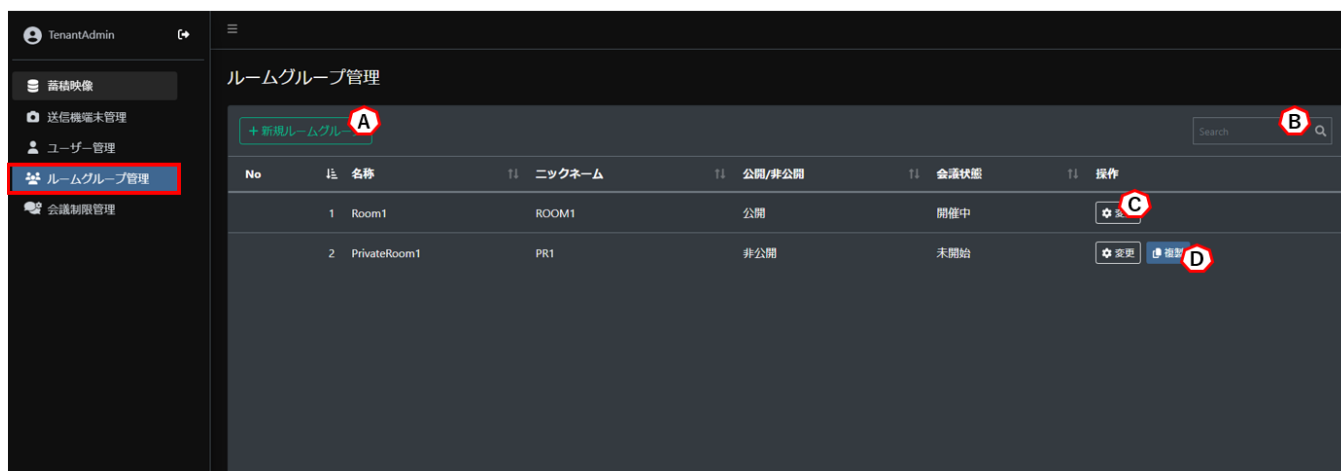 TenantAdmin
蓄積映像
送信機端末管理
ユーザー管理
ルームグループ管理
会議制限管理
ルームグループ管理
+ 新規ルームグルー A
Search B
No 名称 ニックネーム 公開/非公開 会議状態 操作
1 Room1 ROOM1 公開 開催中 C
2 PrivateRoom1 PR1 非公開 未開始 変更 複製 D